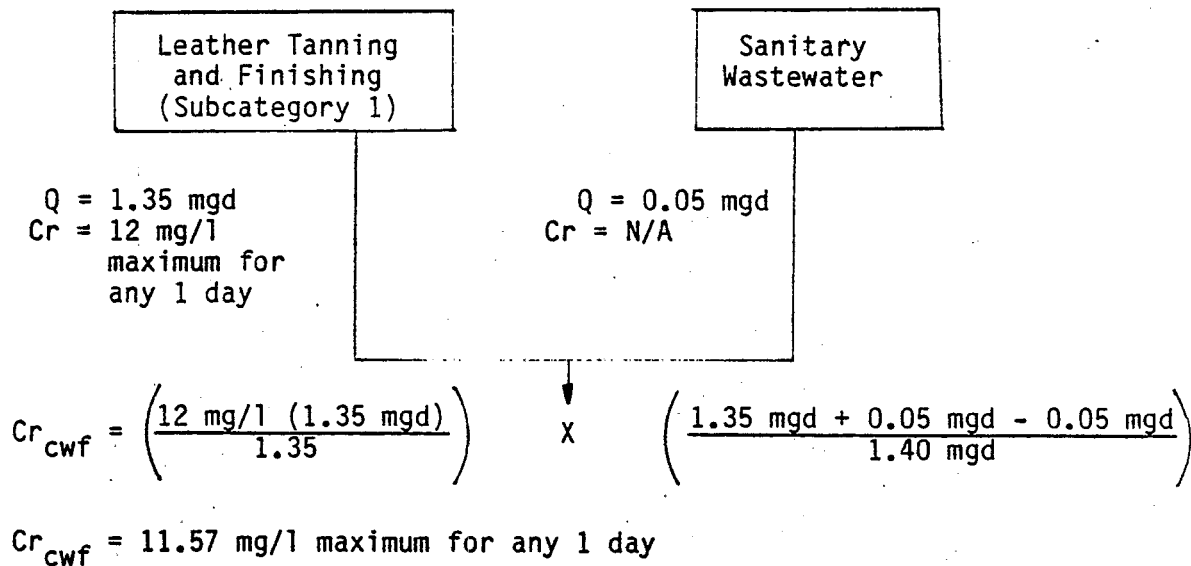 Leather Tanning
and Finishing
(Subcategory 1)
Sanitary
Wastewater
Q = 1.35 mgd
Cr = 12 mg/l
maximum for
any 1 day
Q = 0.05 mgd
Cr = N/A
Cr_cwf = (12 mg/l (1.35 mgd) / 1.35) X (1.35 mgd + 0.05 mgd - 0.05 mgd / 1.40 mgd)
Cr_cwf = 11.57 mg/l maximum for any 1 day